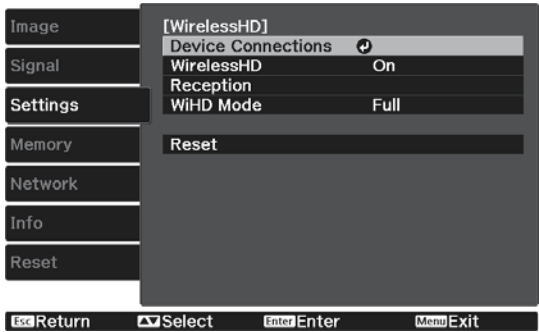 Image
Signal
Settings
Memory
Network
Info
Reset
[WirelessHD]
Device Connections
WirelessHD On
Reception
WiHD Mode Full
Reset
Esc Return Select Enter Enter Menu Exit